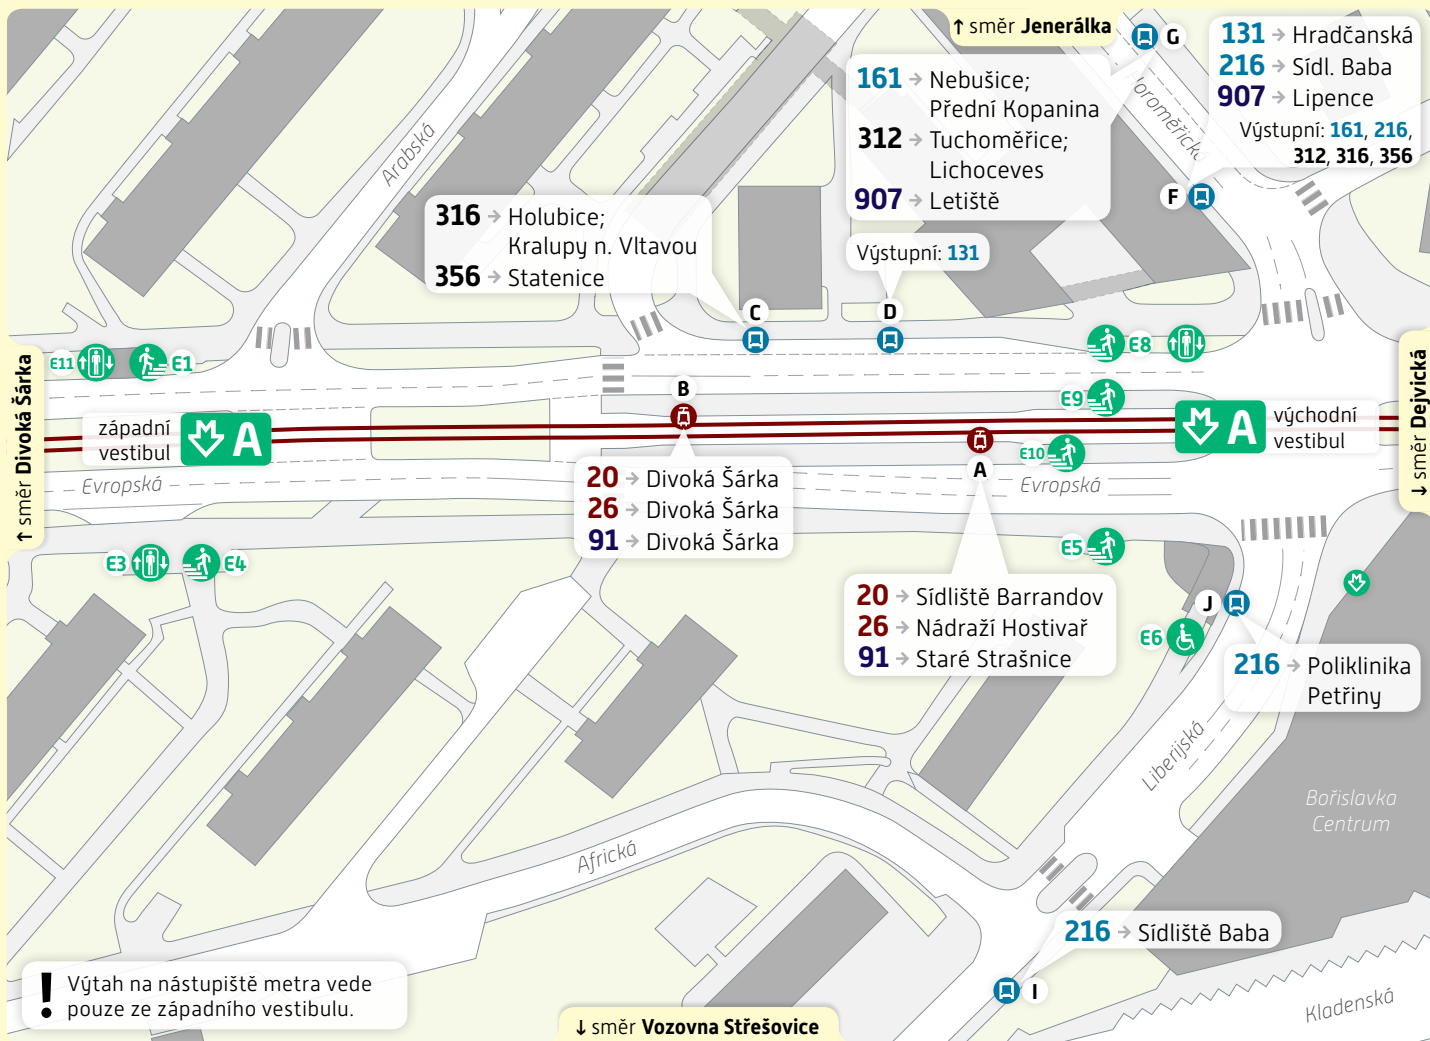 ↑ směr Jenerálka
G
131 → Hradčanská
216 → Sídl. Baba
907 → Lipence
Výstupní: 161, 216,
312, 316, 356
161 → Nebušice;
Přední Kopanina
312 → Tuchoměřice;
Lichoceves
907 → Letiště
Horoměřická
F
Arabská
316 → Holubice;
Kralupy n. Vltavou
356 → Statenice
Výstupní: 131
C
D
E11
E1
E8
↑ směr Divoká Šárka
↓ směr Dejvická
B
E9
západní
vestibul
A
A
východní
vestibul
E10
A
Evropská
Evropská
20 → Divoká Šárka
26 → Divoká Šárka
91 → Divoká Šárka
E3
E4
E5
20 → Sídliště Barrandov
26 → Nádraží Hostivař
91 → Staré Strašnice
J
E6
216 → Poliklinika
Petřiny
Liberijská
Bořislavka
Centrum
Africká
216 → Sídliště Baba
I
Kladenská
! Výtah na nástupiště metra vede
pouze ze západního vestibulu.
↓ směr Vozovna Střešovice